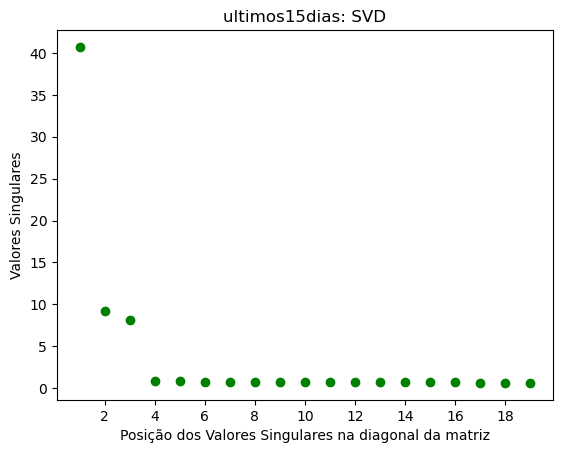 ultimos15dias: SVD
40
35
30
25
20
15
10
5
0
Valores Singulares
2 4 6 8 10 12 14 16 18
Posição dos Valores Singulares na diagonal da matriz